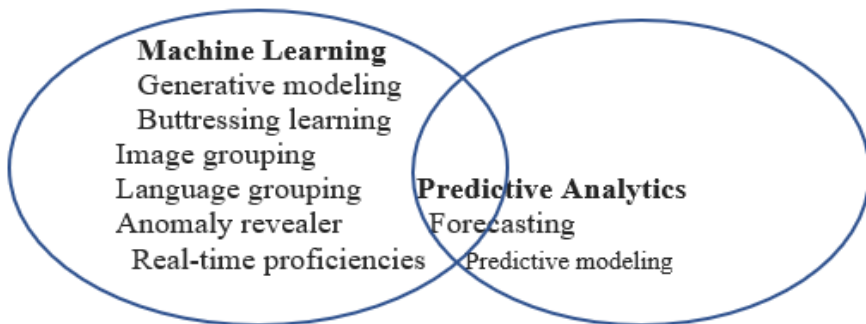 Machine Learning
Generative modeling
Buttressing learning
Image grouping
Language grouping
Anomaly revealer
Real-time proficiencies
Predictive Analytics
Forecasting
Predictive modeling